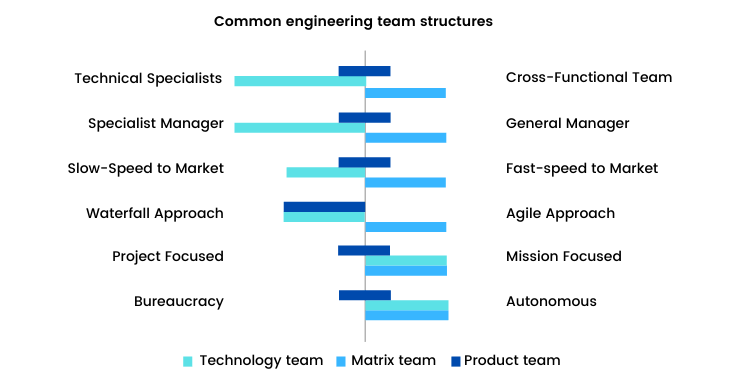 Common engineering team structures
Technical Specialists
Cross-Functional Team
Specialist Manager
General Manager
Slow-Speed to Market
Fast-speed to Market
Waterfall Approach
Agile Approach
Project Focused
Mission Focused
Bureaucracy
Autonomous
Technology team Matrix team Product team